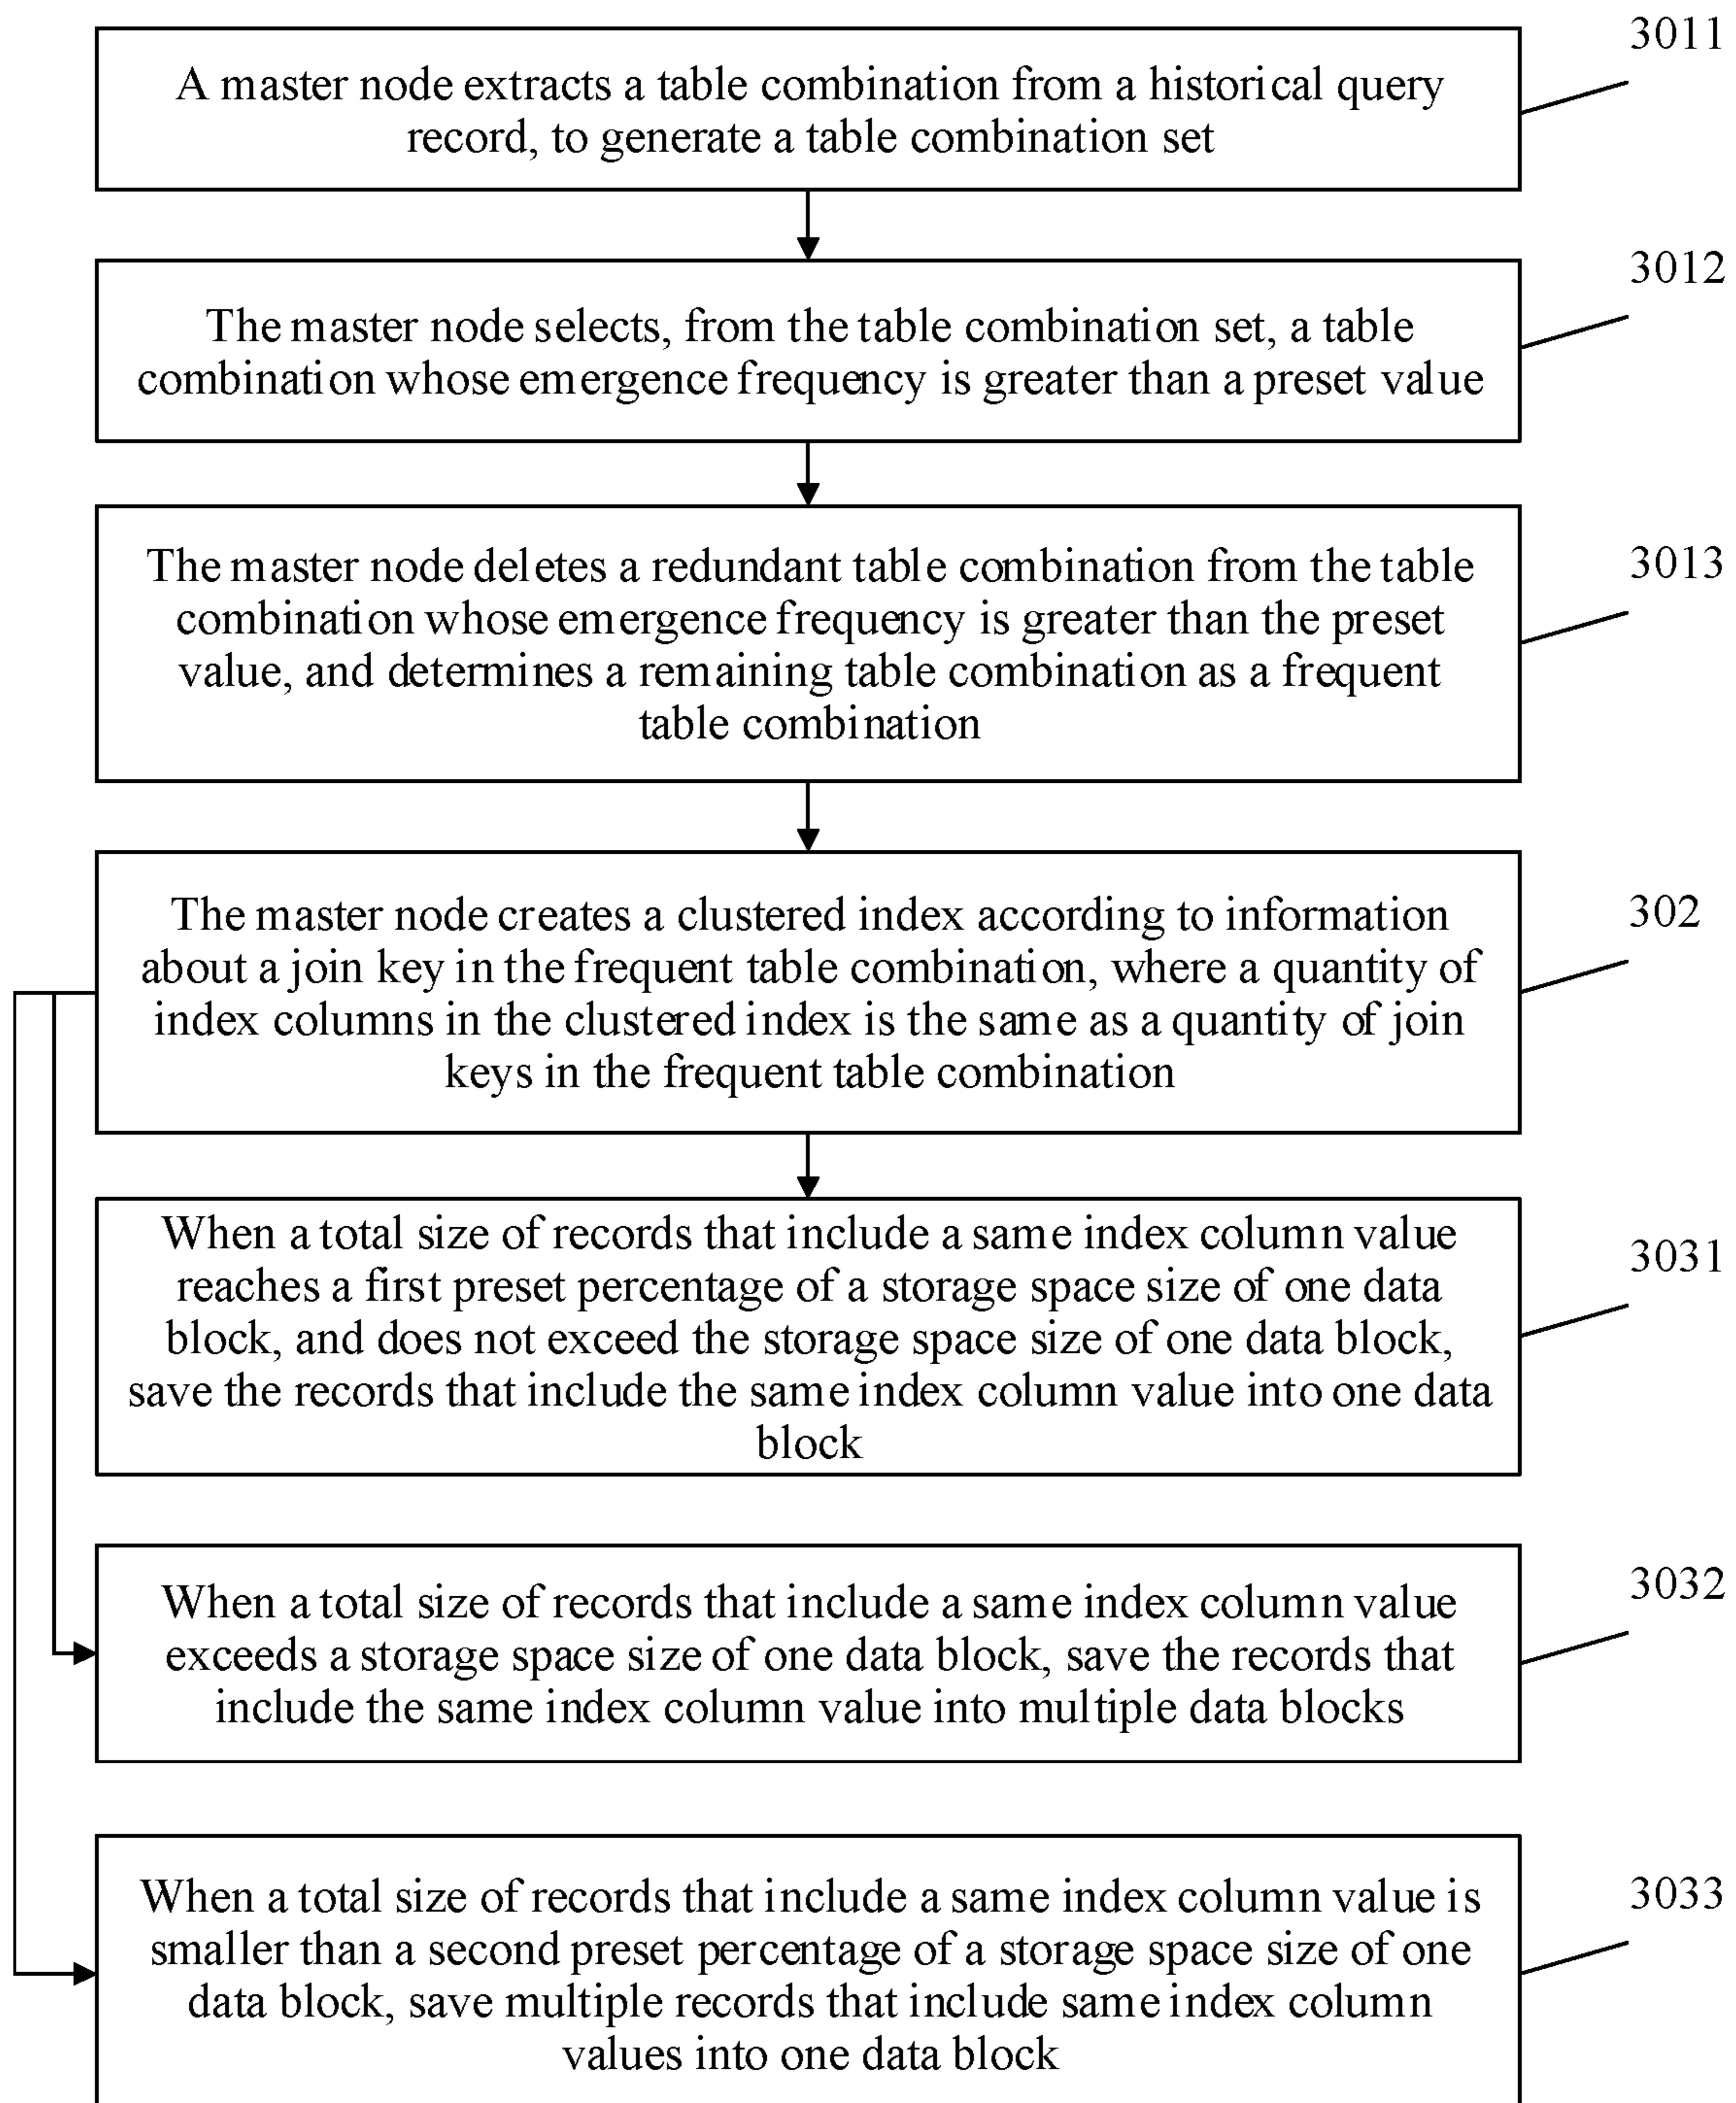 3011
A master node extracts a table combination from a historical query
record, to generate a table combination set
3012
The master node selects, from the table combination set, a table
combination whose emergence frequency is greater than a preset value
3013
The master node deletes a redundant table combination from the table
combination whose emergence frequency is greater than the preset
value, and determines a remaining table combination as a frequent
table combination
302
The master node creates a clustered index according to information
about a join key in the frequent table combination, where a quantity of
index columns in the clustered index is the same as a quantity of join
keys in the frequent table combination
3031
When a total size of records that include a same index column value
reaches a first preset percentage of a storage space size of one data
block, and does not exceed the storage space size of one data block,
save the records that include the same index column value into one data
block
3032
When a total size of records that include a same index column value
exceeds a storage space size of one data block, save the records that
include the same index column value into multiple data blocks
3033
When a total size of records that include a same index column value is
smaller than a second preset percentage of a storage space size of one
data block, save multiple records that include same index column
values into one data block